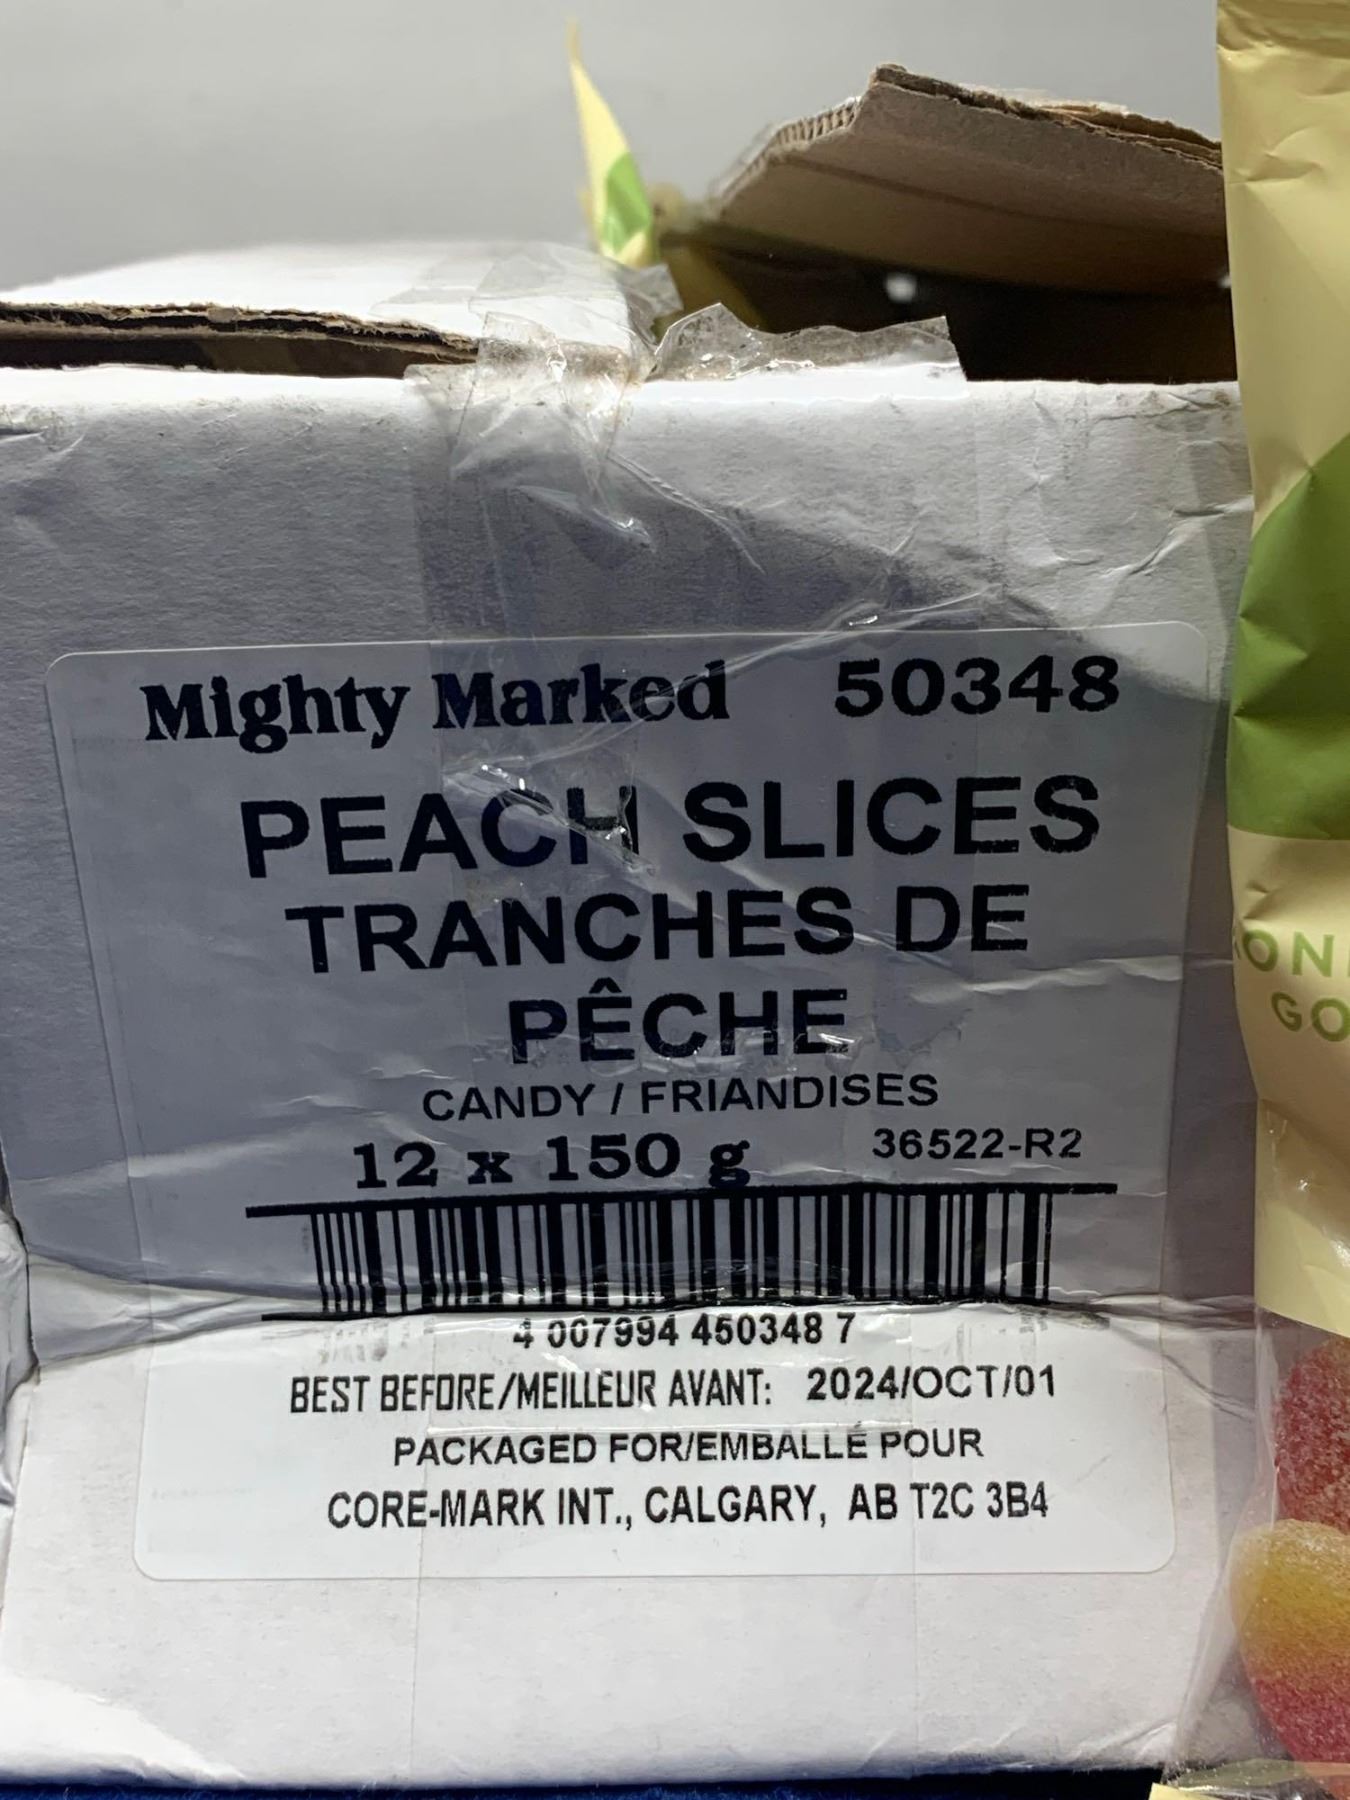 Mighty Marked 50348
PEACH SLICES
TRANCHES DE
PÊCHE
CANDY / FRIANDISES
12 x 150 g 36522-R2
4 007994 450348 7
BEST BEFORE/MEILLEUR AVANT: 2024/OCT/01
PACKAGED FOR/EMBALLÉ POUR
CORE-MARK INT., CALGARY, AB T2C 3B4